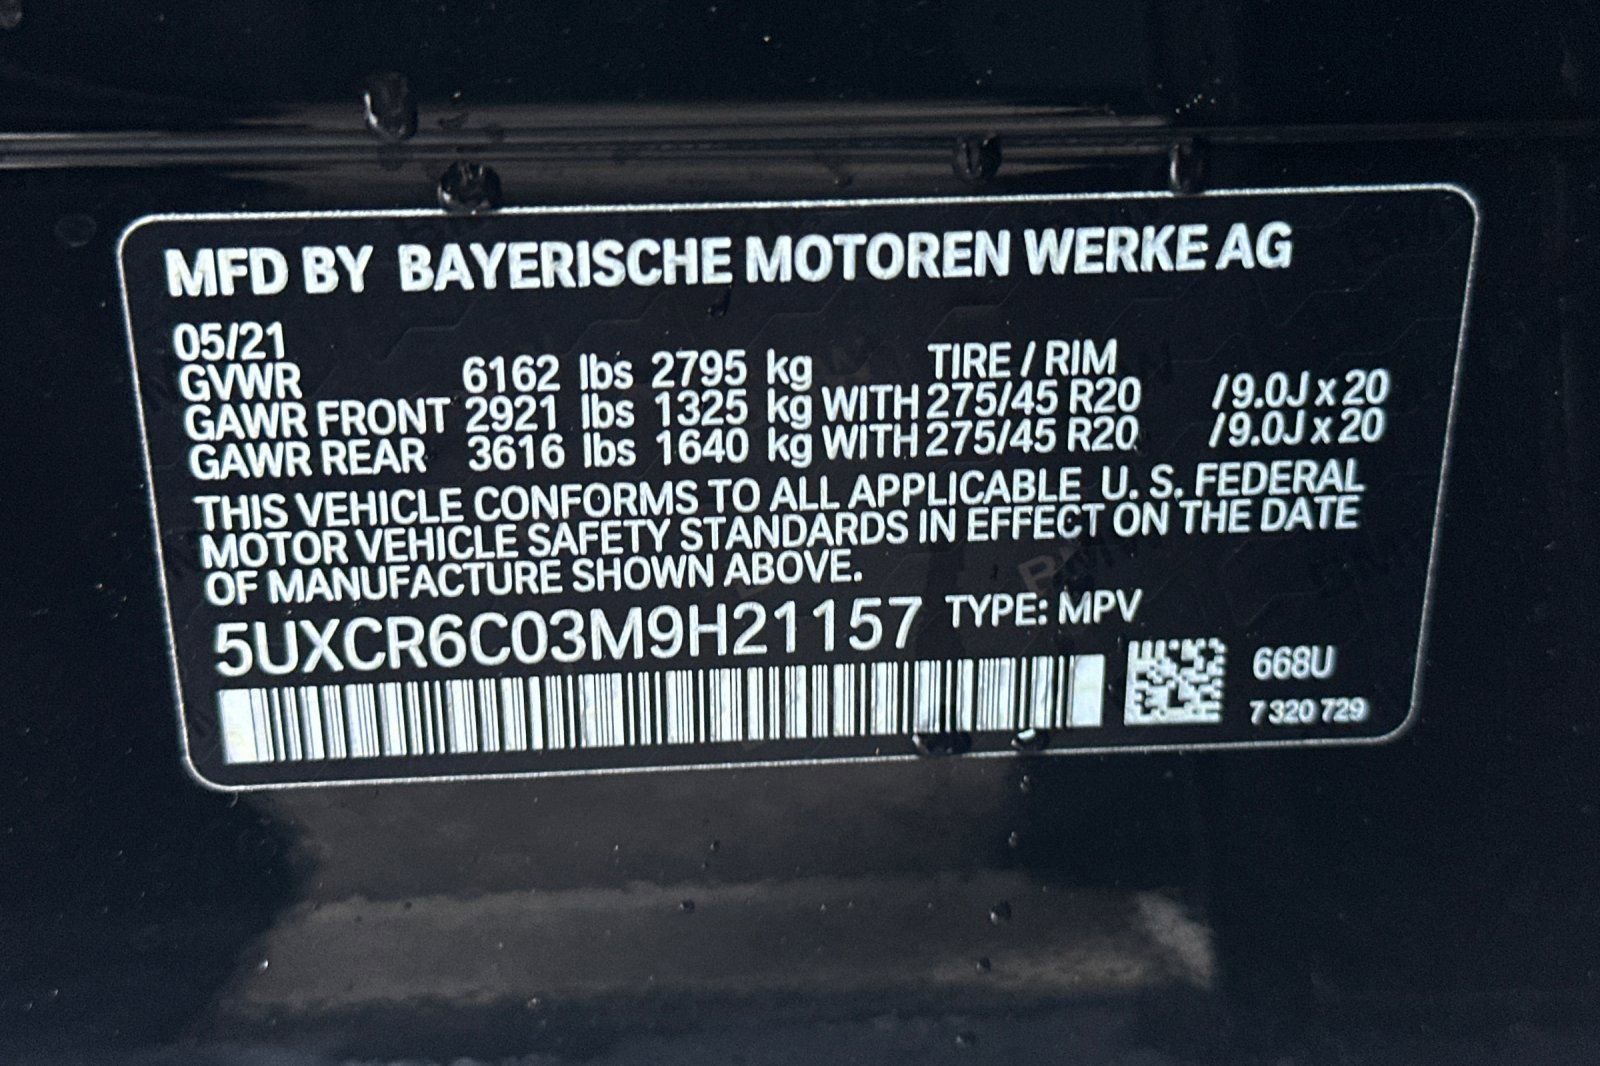 MFD BY BAYERISCHE MOTOREN WERKE AG
05/21
GVWR 6162 lbs 2795 kg TIRE / RIM
GAWR FRONT 2921 lbs 1325 kg WITH 275/45 R20 /9.0J x 20
GAWR REAR 3616 lbs 1640 kg WITH 275/45 R20 /9.0J x 20
THIS VEHICLE CONFORMS TO ALL APPLICABLE U. S. FEDERAL
MOTOR VEHICLE SAFETY STANDARDS IN EFFECT ON THE DATE
OF MANUFACTURE SHOWN ABOVE.
5UXCR6C03M9H21157 TYPE: MPV
668U
7 320 729